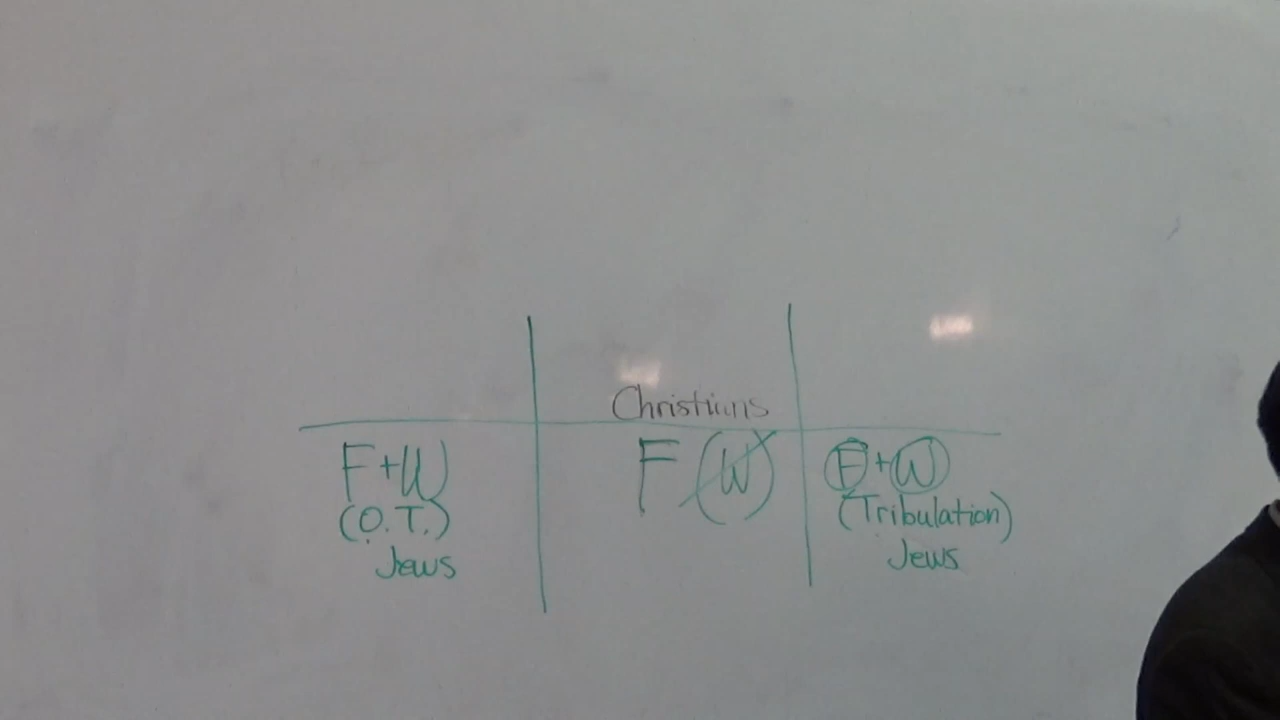 Christians
F+W
(O.T.)
Jews
F (W)
F+W
(Tribulation)
Jews